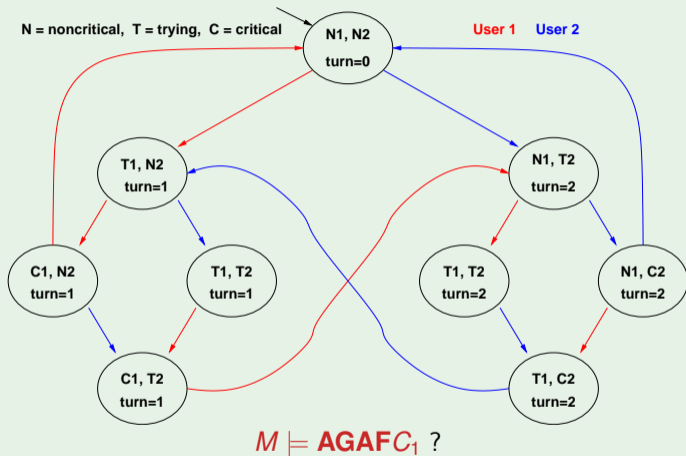 N = noncritical, T = trying, C = critical
User 1 User 2
N1, N2
turn=0
T1, N2
turn=1
N1, T2
turn=2
C1, N2
turn=1
T1, T2
turn=1
T1, T2
turn=2
N1, C2
turn=2
C1, T2
turn=1
T1, C2
turn=2
M ⊨ AGAFC₁ ?